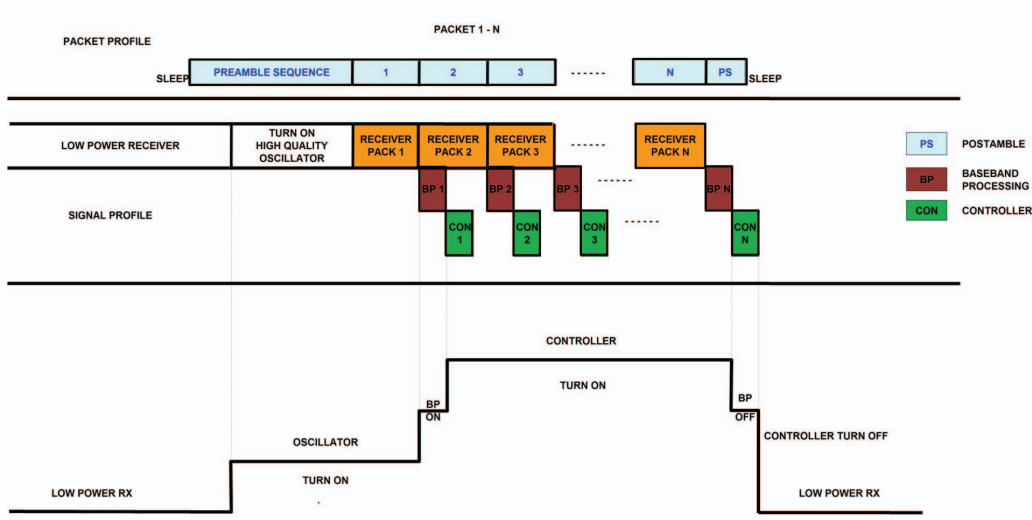 PACKET PROFILE
PACKET 1 - N
SLEEP
PREAMBLE SEQUENCE
1
2
3
------
N
PS
SLEEP
LOW POWER RECEIVER
TURN ON
HIGH QUALITY
OSCILLATOR
RECEIVER
PACK 1
RECEIVER
PACK 2
RECEIVER
PACK 3
------
RECEIVER
PACK N
PS
POSTAMBLE
BP
BASEBAND
PROCESSING
CON
CONTROLLER
SIGNAL PROFILE
BP 1
BP 2
BP 3
------
BP N
CON
1
CON
2
CON
3
------
CON
N
CONTROLLER
TURN ON
BP
ON
BP
OFF
OSCILLATOR
TURN ON
CONTROLLER TURN OFF
LOW POWER RX
LOW POWER RX